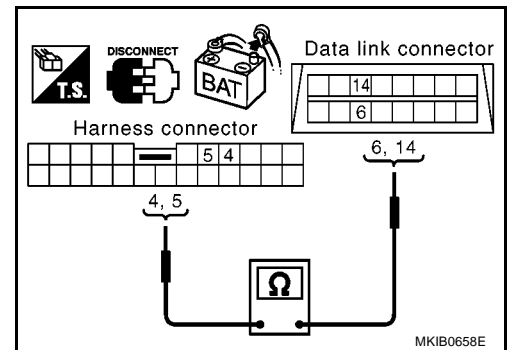 DISCONNECT
T.S.
BAT
Data link connector
14
6
Harness connector
5 4
6, 14
4, 5
Ω
MKIB0658E